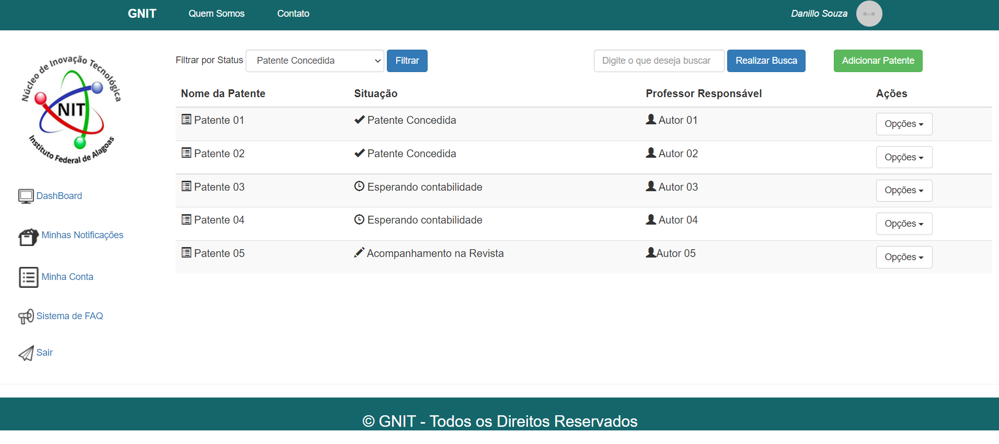 GNIT Quem Somos Contato Danillo Souza
40 x 40
Núcleo de Inovação Tecnológica
NIT
Instituto Federal de Alagoas
DashBoard
Minhas Notificações
Minha Conta
Sistema de FAQ
Sair
Filtrar por Status Patente Concedida Filtrar Digite o que deseja buscar Realizar Busca Adicionar Patente
Nome da Patente Situação Professor Responsável Ações
Patente 01 Patente Concedida Autor 01 Opções
Patente 02 Patente Concedida Autor 02 Opções
Patente 03 Esperando contabilidade Autor 03 Opções
Patente 04 Esperando contabilidade Autor 04 Opções
Patente 05 Acompanhamento na Revista Autor 05 Opções
© GNIT - Todos os Direitos Reservados